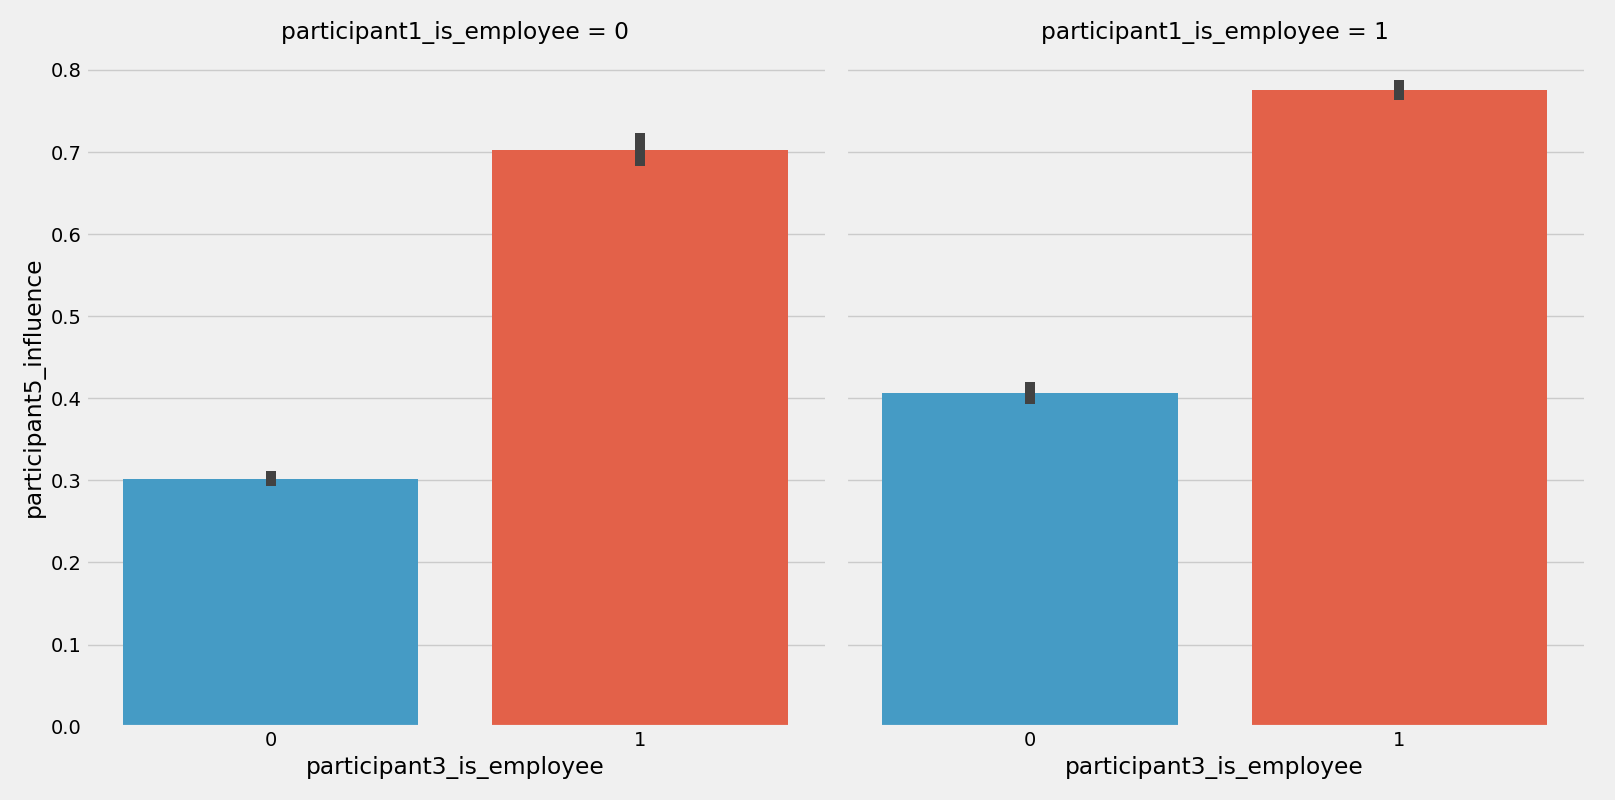 participant1_is_employee = 0
participant1_is_employee = 1
participant5_influence
0.8
0.7
0.6
0.5
0.4
0.3
0.2
0.1
0.0
0 1
0 1
participant3_is_employee
participant3_is_employee